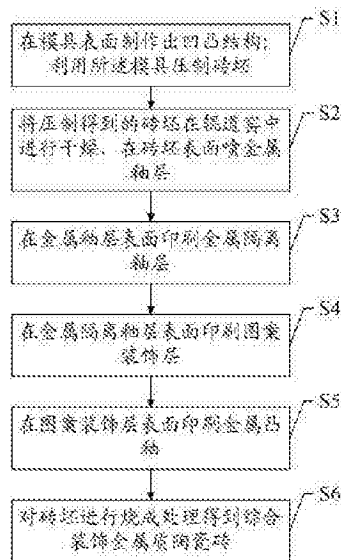 S1
在模具表面制作出凹凸结构；
利用所述模具压制砖坯
S2
将压制得到的砖坯在辊道窑中
进行干燥、在砖坯表面喷金属
釉层
S3
在金属釉层表面印刷金属隔离
釉层
S4
在金属隔离釉层表面印刷图案
装饰层
S5
在图案装饰层表面印刷金属凸
釉
S6
对砖坯进行烧成处理得到综合
装饰金属质陶瓷砖